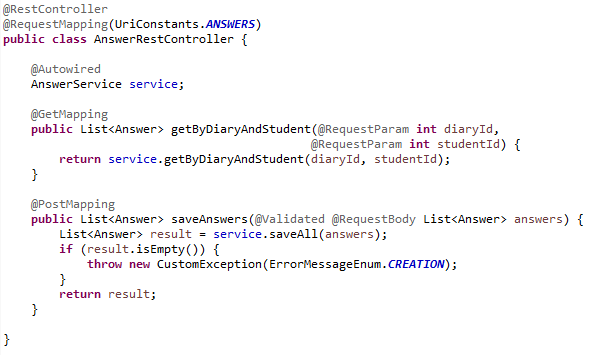 @RestController
@RequestMapping(UriConstants.ANSWERS)
public class AnswerRestController {
@Autowired
AnswerService service;
@GetMapping
public List<Answer> getByDiaryAndStudent(@RequestParam int diaryId,
@RequestParam int studentId) {
return service.getByDiaryAndStudent(diaryId, studentId);
}
@PostMapping
public List<Answer> saveAnswers(@Validated @RequestBody List<Answer> answers) {
List<Answer> result = service.saveAll(answers);
if (result.isEmpty()) {
throw new CustomException(ErrorMessageEnum.CREATION);
}
return result;
}
}